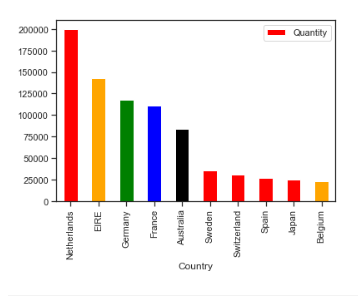 200000
175000
150000
125000
100000
75000
50000
25000
0
Quantity
Netherlands
EIRE
Germany
France
Australia
Sweden
Switzerland
Spain
Japan
Belgium
Country